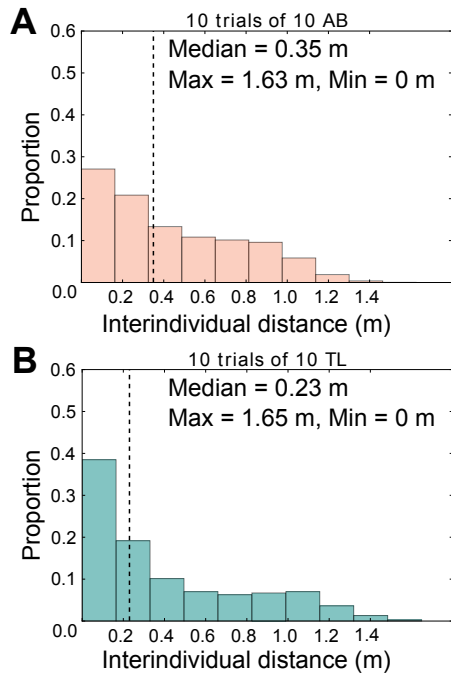 A
10 trials of 10 AB
Median = 0.35 m
Max = 1.63 m, Min = 0 m
Proportion
0.6
0.5
0.4
0.3
0.2
0.1
0.0
0.2 0.4 0.6 0.8 1.0 1.2 1.4
Interindividual distance (m)
B
10 trials of 10 TL
Median = 0.23 m
Max = 1.65 m, Min = 0 m
Proportion
0.6
0.5
0.4
0.3
0.2
0.1
0.0
0.2 0.4 0.6 0.8 1.0 1.2 1.4
Interindividual distance (m)